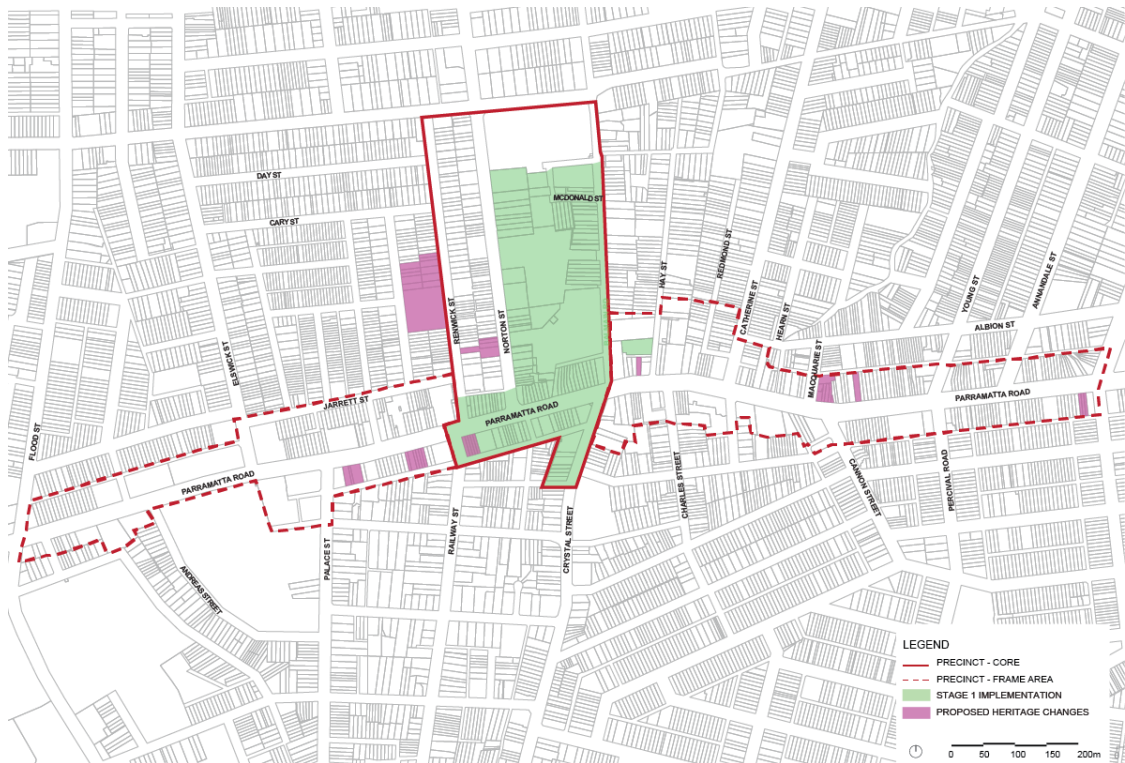 DAY ST
MCDONALD ST
CARY ST
HAY ST
REDMOND ST
CATHERINE ST
HEARN ST
YOUNG ST
ANNANDALE ST
RENWICK ST
NORTON ST
ALBION ST
ELSWICK ST
MACQUARIE ST
JARRETT ST
PARRAMATTA ROAD
PARRAMATTA ROAD
FLOOD ST
PARRAMATTA ROAD
CHARLES STREET
CANNON STREET
PERCIVAL ROAD
RAILWAY ST
CRYSTAL STREET
PALACE ST
ANDREAS STREET
LEGEND
PRECINCT - CORE
PRECINCT - FRAME AREA
STAGE 1 IMPLEMENTATION
PROPOSED HERITAGE CHANGES
0 50 100 150 200m